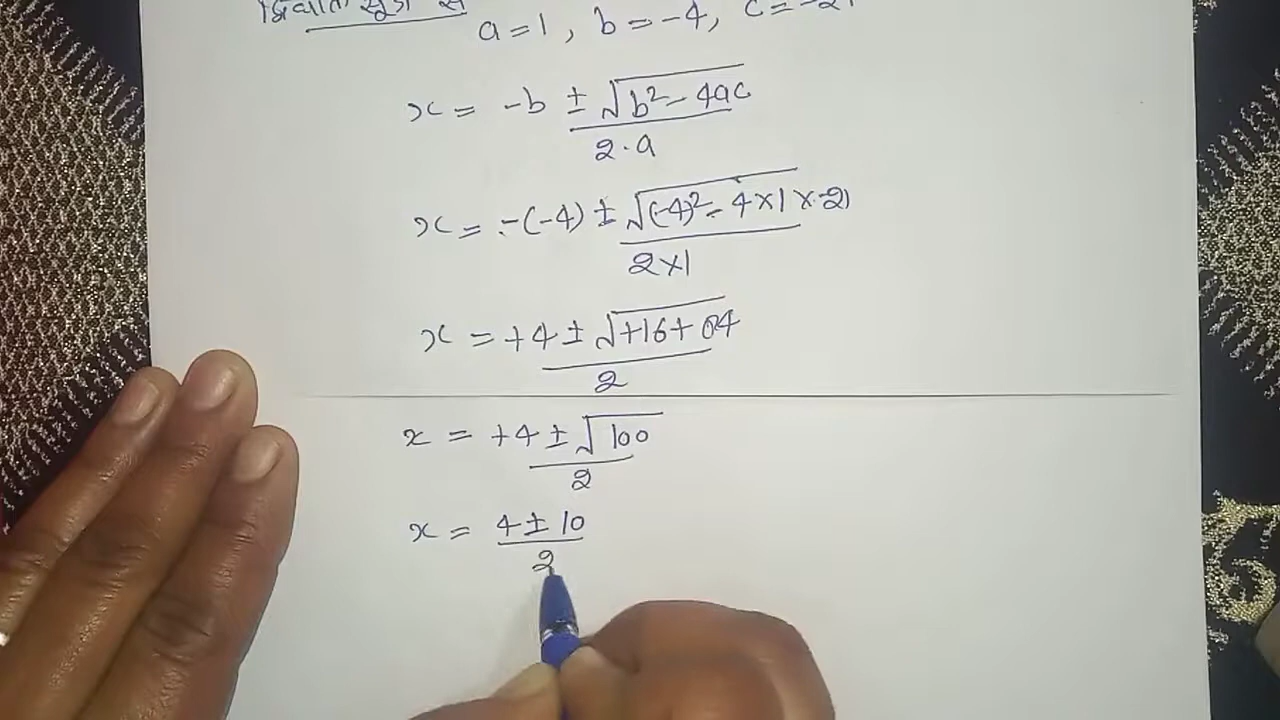 सूत्र से
a = 1 , b = -4, c = -21
x = -b ± √b² - 4ac
2 · a
x = -(-4) ± √(-4)² - 4×1×-21
2×1
x = +4 ± √+16 + 84
2
x = +4 ± √100
2
x = 4 ± 10
2